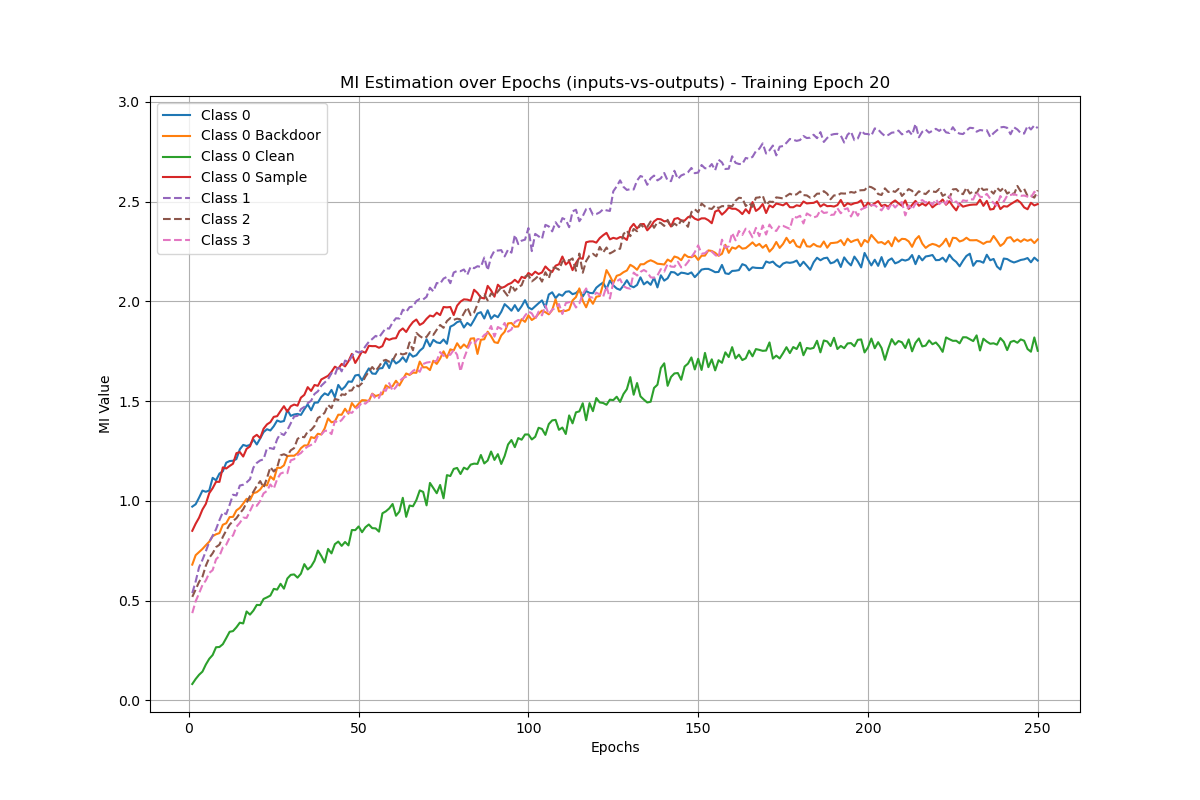 MI Estimation over Epochs (inputs-vs-outputs) - Training Epoch 20
3.0
2.5
2.0
1.5
1.0
0.5
0.0
MI Value
Class 0
Class 0 Backdoor
Class 0 Clean
Class 0 Sample
Class 1
Class 2
Class 3
0 50 100 150 200 250
Epochs